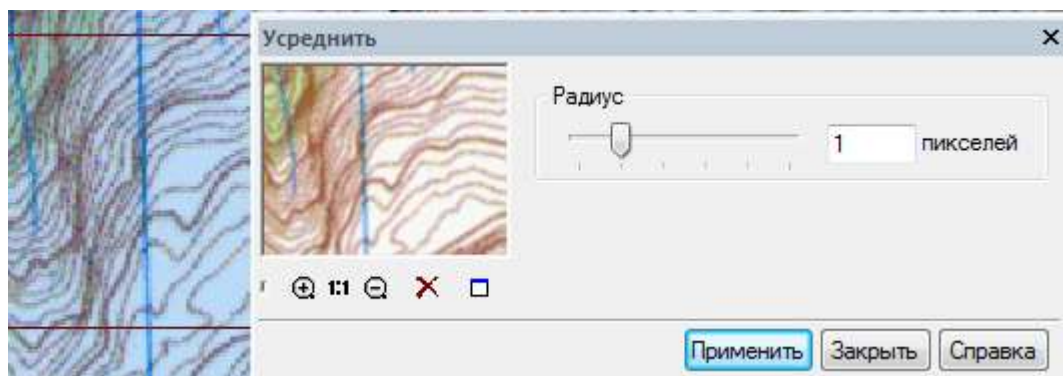 Усреднить
Радиус
1 пикселей
1:1
Применить Закрыть Справка